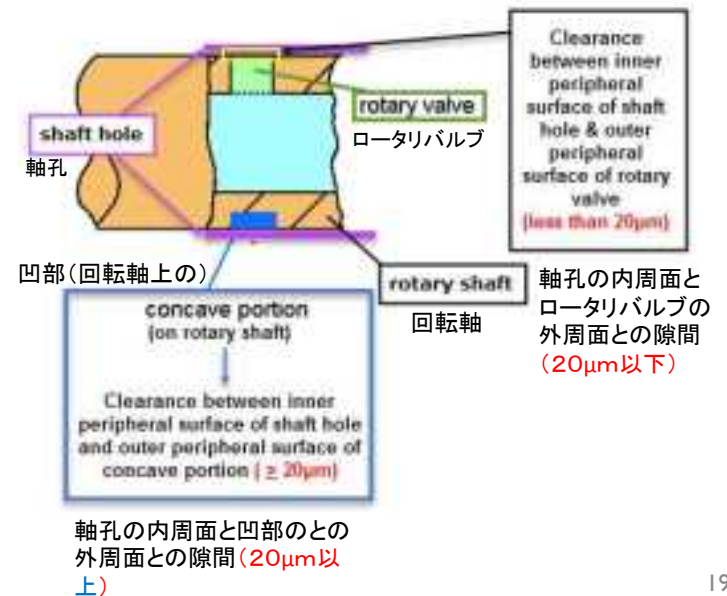 Clearance
between inner
peripheral
surface of shaft
hole & outer
peripheral
surface of rotary
valve
(less than 20μm)
rotary valve
ロータリバルブ
shaft hole
軸孔
凹部(回転軸上の)
rotary shaft
回転軸
軸孔の内周面と
ロータリバルブの
外周面との隙間
(20μm以下)
concave portion
(on rotary shaft)
Clearance between inner
peripheral surface of shaft hole
and outer peripheral surface of
concave portion ( ≥ 20μm)
軸孔の内周面と凹部のとの
外周面との隙間(20μm以
上)
19